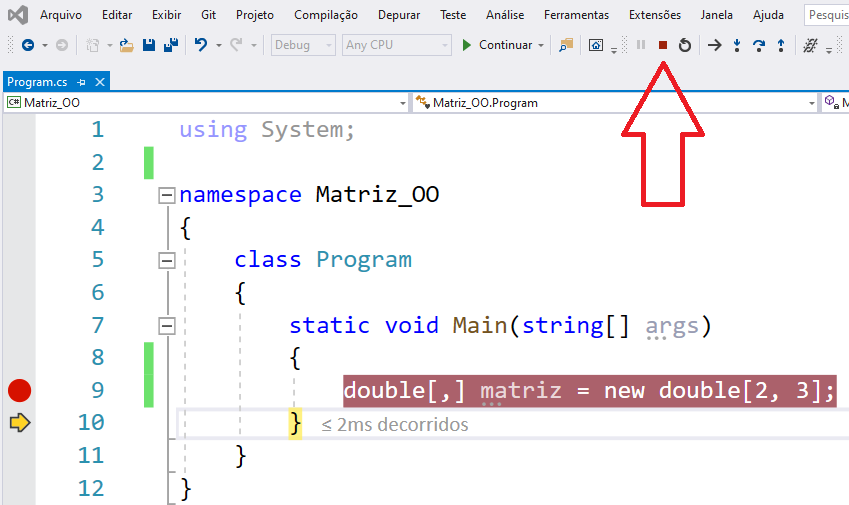 Arquivo Editar Exibir Git Projeto Compilação Depurar Teste Análise Ferramentas Extensões Janela Ajuda Pesquis
Debug Any CPU Continuar
Program.cs
C# Matriz_OO Matriz_OO.Program M
1 using System;
2
3 namespace Matriz_OO
4 {
5 class Program
6 {
7 static void Main(string[] args)
8 {
9 double[,] matriz = new double[2, 3];
10 } ≤ 2ms decorridos
11 }
12 }